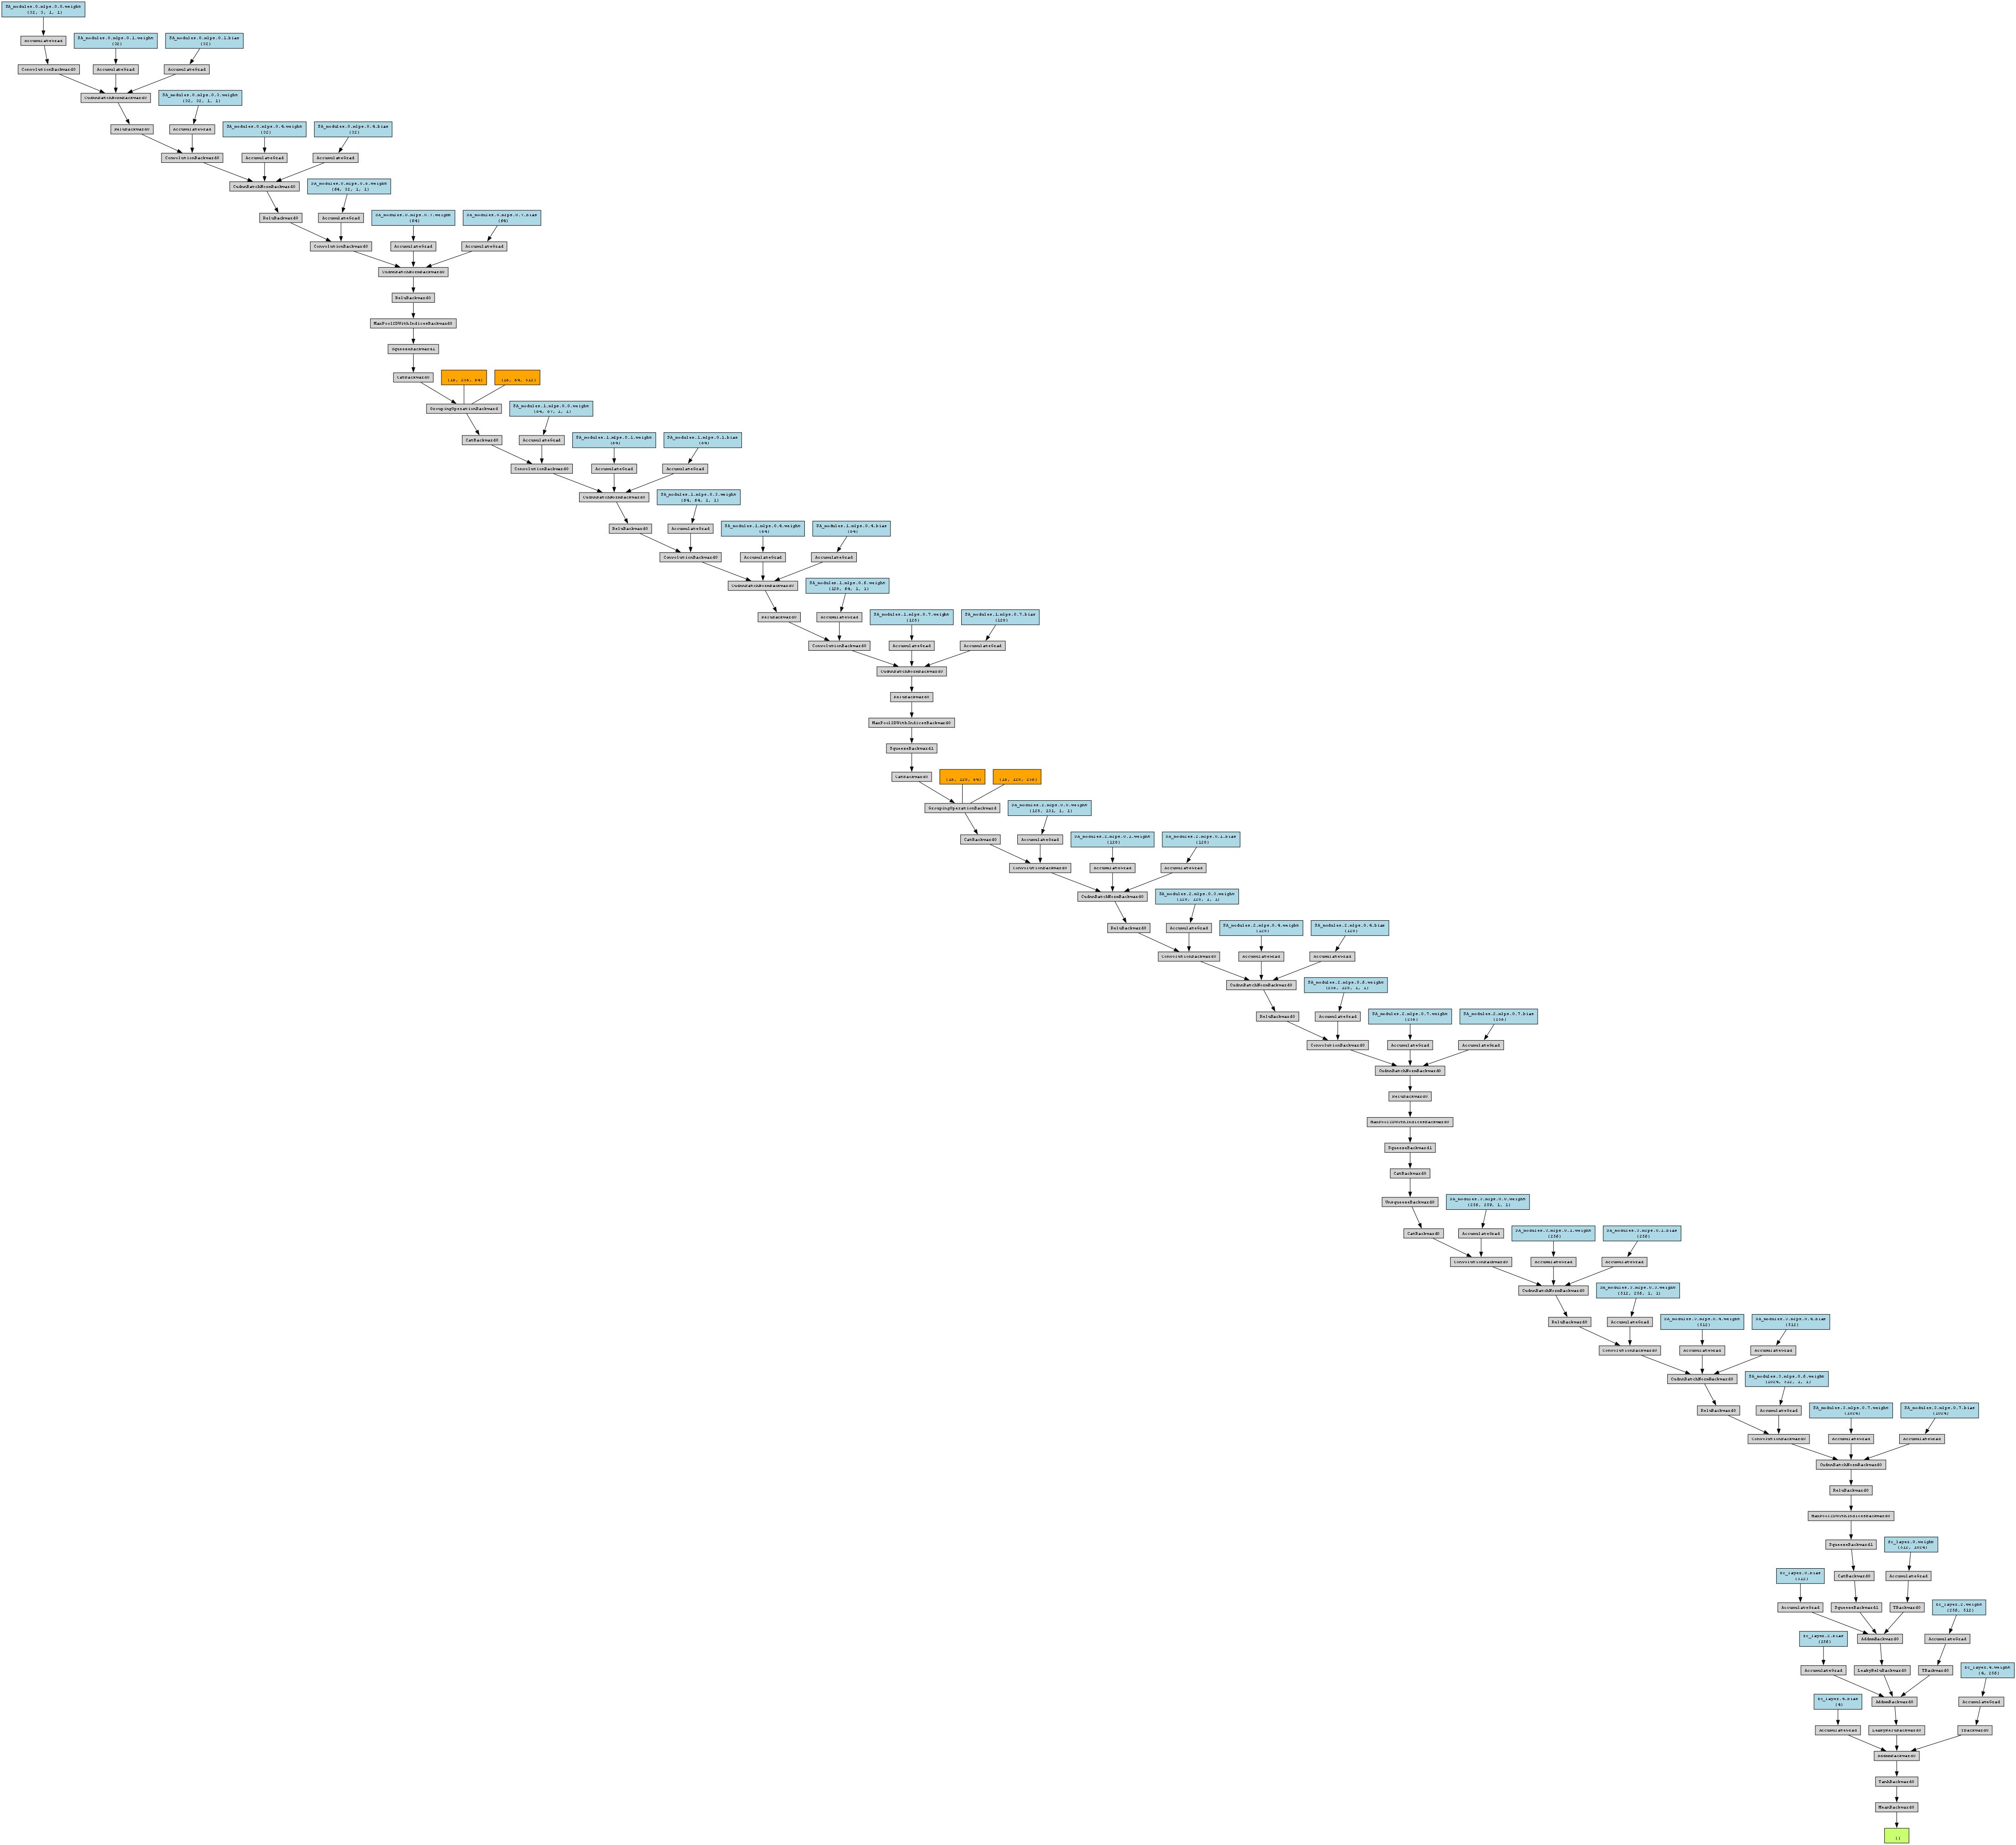 SA_modules.0.mlps.0.0.weight
(32, 3, 1, 1)
AccumulateGrad
SA_modules.0.mlps.0.1.weight
(32)
SA_modules.0.mlps.0.1.bias
(32)
ConvolutionBackward0
AccumulateGrad
AccumulateGrad
CudnnBatchNormBackward0
SA_modules.0.mlps.0.3.weight
(32, 32, 1, 1)
ReluBackward0
AccumulateGrad
SA_modules.0.mlps.0.4.weight
(32)
SA_modules.0.mlps.0.4.bias
(32)
ConvolutionBackward0
AccumulateGrad
AccumulateGrad
CudnnBatchNormBackward0
SA_modules.0.mlps.0.6.weight
(64, 32, 1, 1)
ReluBackward0
AccumulateGrad
SA_modules.0.mlps.0.7.weight
(64)
SA_modules.0.mlps.0.7.bias
(64)
ConvolutionBackward0
AccumulateGrad
AccumulateGrad
CudnnBatchNormBackward0
ReluBackward0
MaxPool2DWithIndicesBackward0
SqueezeBackward1
CatBackward0
(16, 64, 512)
GroupingOperationBackward
SA_modules.1.mlps.0.0.weight
(64, 67, 1, 1)
CatBackward0
AccumulateGrad
SA_modules.1.mlps.0.1.weight
(64)
SA_modules.1.mlps.0.1.bias
(64)
ConvolutionBackward0
AccumulateGrad
AccumulateGrad
CudnnBatchNormBackward0
SA_modules.1.mlps.0.3.weight
(64, 64, 1, 1)
ReluBackward0
AccumulateGrad
SA_modules.1.mlps.0.4.weight
(64)
SA_modules.1.mlps.0.4.bias
(64)
ConvolutionBackward0
AccumulateGrad
AccumulateGrad
CudnnBatchNormBackward0
SA_modules.1.mlps.0.6.weight
(128, 64, 1, 1)
ReluBackward0
AccumulateGrad
SA_modules.1.mlps.0.7.weight
(128)
SA_modules.1.mlps.0.7.bias
(128)
ConvolutionBackward0
AccumulateGrad
AccumulateGrad
CudnnBatchNormBackward0
ReluBackward0
MaxPool2DWithIndicesBackward0
SqueezeBackward1
CatBackward0
(16, 128, 64)
(16, 128, 256)
GroupingOperationBackward
SA_modules.2.mlps.0.0.weight
(128, 131, 1, 1)
CatBackward0
AccumulateGrad
SA_modules.2.mlps.0.1.weight
(128)
SA_modules.2.mlps.0.1.bias
(128)
ConvolutionBackward0
AccumulateGrad
AccumulateGrad
CudnnBatchNormBackward0
SA_modules.2.mlps.0.3.weight
(128, 128, 1, 1)
ReluBackward0
AccumulateGrad
SA_modules.2.mlps.0.4.weight
(128)
SA_modules.2.mlps.0.4.bias
(128)
ConvolutionBackward0
AccumulateGrad
AccumulateGrad
CudnnBatchNormBackward0
SA_modules.2.mlps.0.6.weight
(256, 128, 1, 1)
ReluBackward0
AccumulateGrad
SA_modules.2.mlps.0.7.weight
(256)
SA_modules.2.mlps.0.7.bias
(256)
ConvolutionBackward0
AccumulateGrad
AccumulateGrad
CudnnBatchNormBackward0
ReluBackward0
MaxPool2DWithIndicesBackward0
SqueezeBackward1
CatBackward0
UnsqueezeBackward0
SA_modules.3.mlps.0.0.weight
(256, 259, 1, 1)
CatBackward0
AccumulateGrad
SA_modules.3.mlps.0.1.weight
(256)
SA_modules.3.mlps.0.1.bias
(256)
ConvolutionBackward0
AccumulateGrad
AccumulateGrad
CudnnBatchNormBackward0
SA_modules.3.mlps.0.3.weight
(512, 256, 1, 1)
ReluBackward0
AccumulateGrad
SA_modules.3.mlps.0.4.weight
(512)
SA_modules.3.mlps.0.4.bias
(512)
ConvolutionBackward0
AccumulateGrad
AccumulateGrad
CudnnBatchNormBackward0
SA_modules.3.mlps.0.6.weight
(1024, 512, 1, 1)
ReluBackward0
AccumulateGrad
SA_modules.3.mlps.0.7.weight
(1024)
SA_modules.3.mlps.0.7.bias
(1024)
ConvolutionBackward0
AccumulateGrad
AccumulateGrad
CudnnBatchNormBackward0
ReluBackward0
MaxPool2DWithIndicesBackward0
SqueezeBackward1
fc_layer.0.weight
(512, 1024)
fc_layer.0.bias
(512)
CatBackward0
AccumulateGrad
AccumulateGrad
SqueezeBackward1
TBackward0
fc_layer.2.weight
(256, 512)
fc_layer.2.bias
(256)
AddmmBackward0
AccumulateGrad
AccumulateGrad
LeakyReluBackward0
TBackward0
fc_layer.4.weight
(4, 256)
fc_layer.4.bias
(4)
AddmmBackward0
AccumulateGrad
AccumulateGrad
LeakyReluBackward0
TBackward0
AddmmBackward0
TanhBackward0
MeanBackward0
()